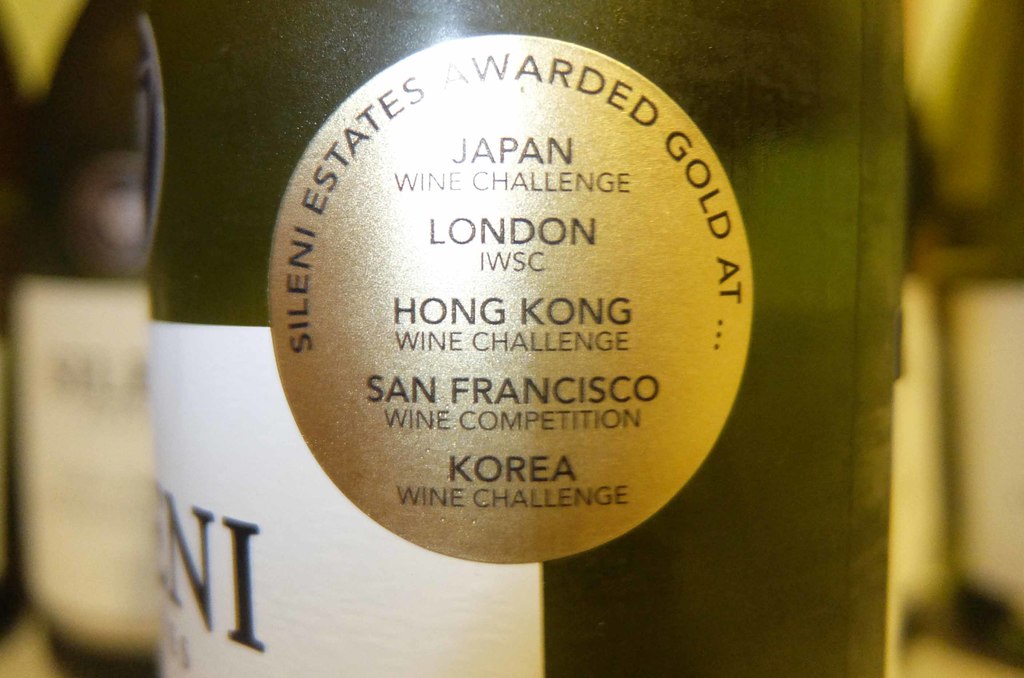 SILENI ESTATES AWARDED GOLD AT ...
JAPAN
WINE CHALLENGE
LONDON
IWSC
HONG KONG
WINE CHALLENGE
SAN FRANCISCO
WINE COMPETITION
KOREA
WINE CHALLENGE
NI